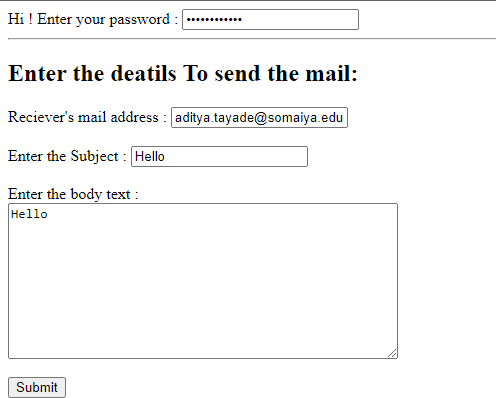 Hi ! Enter your password : ••••••••••••
Enter the deatils To send the mail:
Reciever's mail address : aditya.tayade@somaiya.edu
Enter the Subject : Hello
Enter the body text :
Hello
Submit